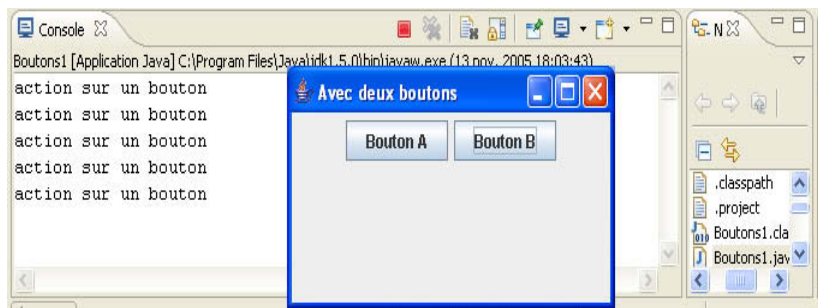 Console
Boutons1 [Application Java] C:\Program Files\Java\jdk1.5.0\bin\javaw.exe (13 nov. 2005 18:03:43)
action sur un bouton
action sur un bouton
action sur un bouton
action sur un bouton
action sur un bouton
Avec deux boutons
Bouton A
Bouton B
N
.classpath
.project
Boutons1.cla
Boutons1.jav